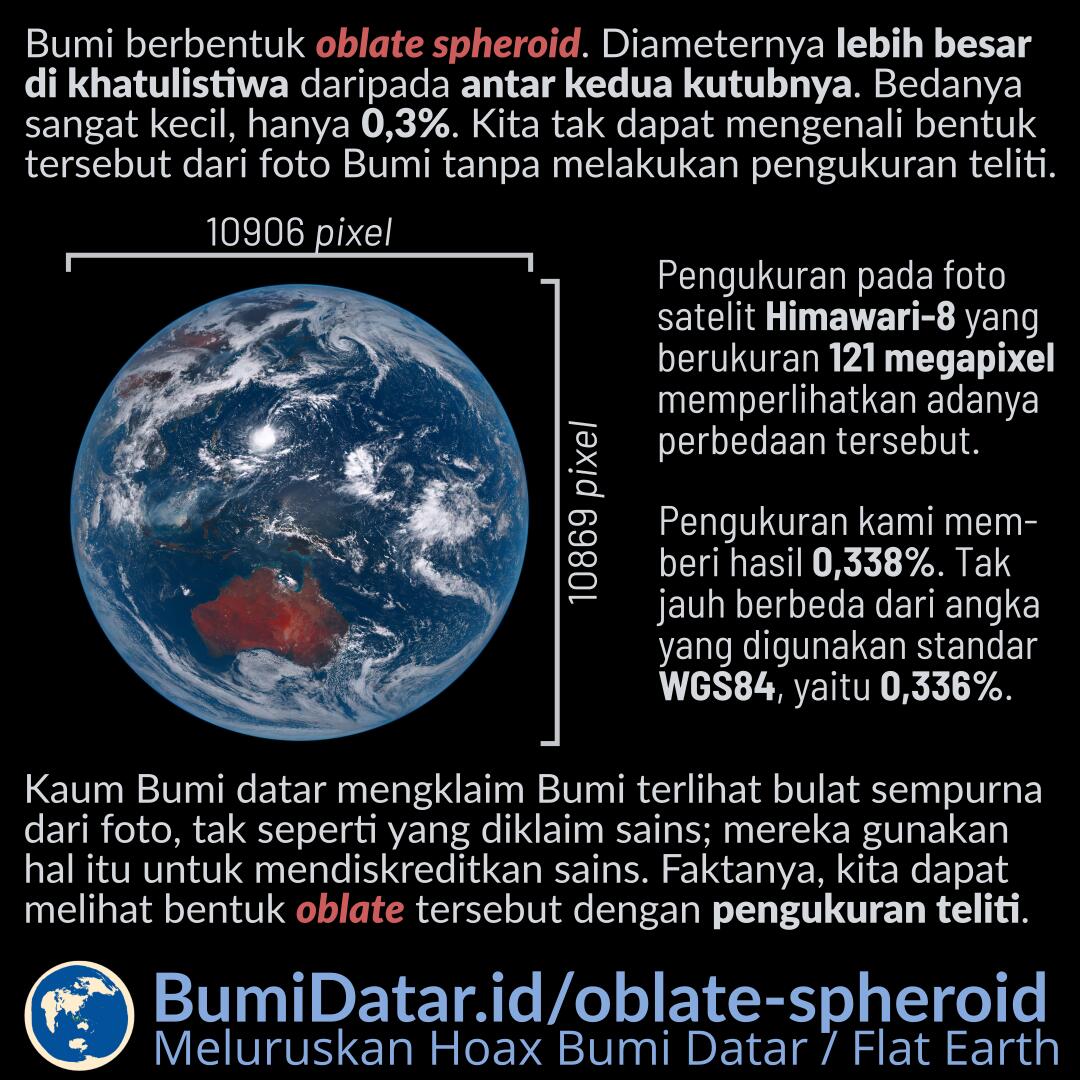 Bumi berbentuk oblate spheroid. Diameternya lebih besar
di khatulistiwa daripada antar kedua kutubnya. Bedanya
sangat kecil, hanya 0,3%. Kita tak dapat mengenali bentuk
tersebut dari foto Bumi tanpa melakukan pengukuran teliti.
10906 pixel
10869 pixel
Pengukuran pada foto
satelit Himawari-8 yang
berukuran 121 megapixel
memperlihatkan adanya
perbedaan tersebut.
Pengukuran kami mem-
beri hasil 0,338%. Tak
jauh berbeda dari angka
yang digunakan standar
WGS84, yaitu 0,336%.
Kaum Bumi datar mengklaim Bumi terlihat bulat sempurna
dari foto, tak seperti yang diklaim sains; mereka gunakan
hal itu untuk mendiskreditkan sains. Faktanya, kita dapat
melihat bentuk oblate tersebut dengan pengukuran teliti.
BumiDatar.id/oblate-spheroid
Meluruskan Hoax Bumi Datar / Flat Earth